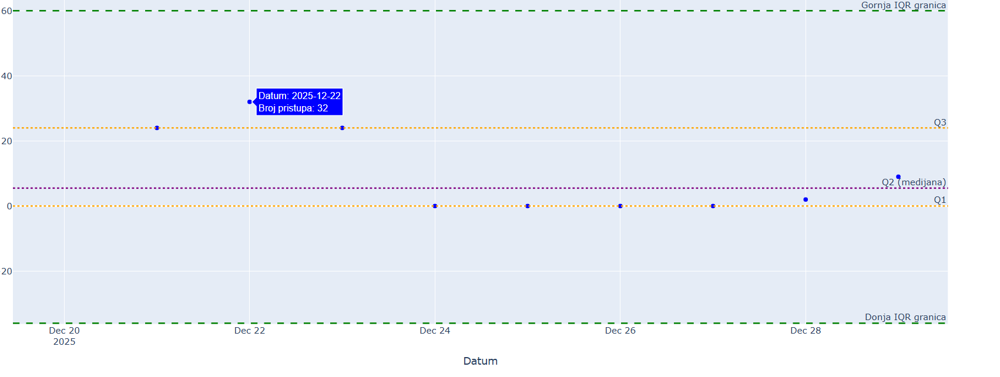 Gornja IQR granica
60
40
Datum: 2025-12-22
Broj pristupa: 32
Q3
20
Q2 (medijana)
Q1
0
20
Donja IQR granica
Dec 20 Dec 22 Dec 24 Dec 26 Dec 28
2025
Datum